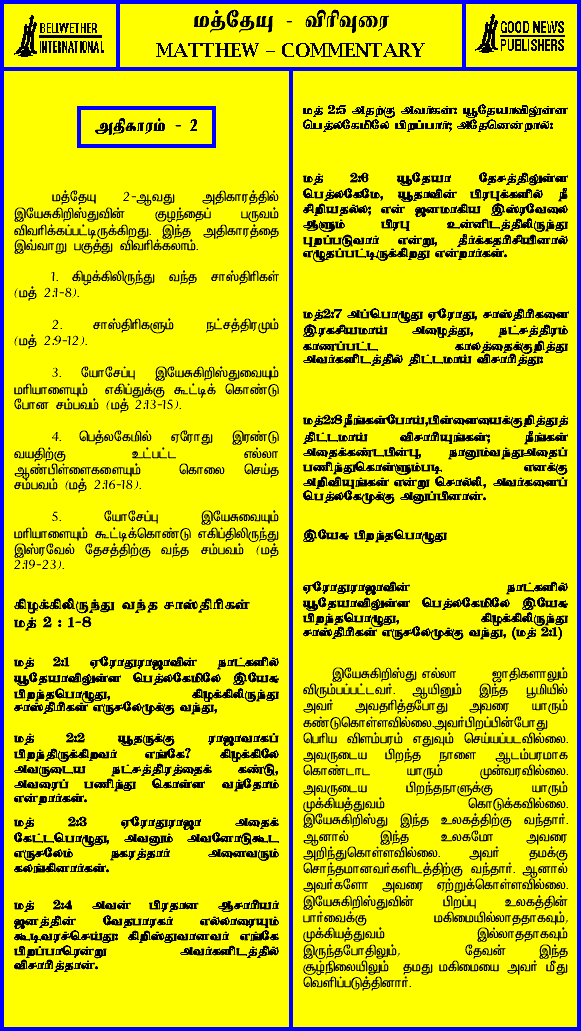 BELWETHER
INTERNATIONAL
மத்தேயு - விரிவுரை
MATTHEW – COMMENTARY
GOOD NEWS
PUBLISHERS
அதிகாரம் - 2
மத்தேயு 2-ஆவது அதிகாரத்தில்
இயேசுகிறிஸ்துவின் குழந்தைப் பருவம்
விவரிக்கப்பட்டிருக்கிறது. இந்த அதிகாரத்தை
இவ்வாறு பகுத்து விவரிக்கலாம்.
1. கிழக்கிலிருந்து வந்த சாஸ்திரிகள்
(மத் 2:1-8).
2. சாஸ்திரிகளும் நட்சத்திரமும்
(மத் 2:9-12).
3. யோசேப்பு இயேசுகிறிஸ்துவையும்
மரியாளையும் எகிப்துக்கு கூட்டிக் கொண்டு
போன சம்பவம் (மத் 2:13-15).
4. பெத்லகேமில் ஏரோது இரண்டு
வயதிற்கு உட்பட்ட எல்லா
ஆண்பிள்ளைகளையும் கொலை செய்த
சம்பவம் (மத் 2:16-18).
5. யோசேப்பு இயேசுவையும்
மரியாளையும் கூட்டிக்கொண்டு எகிப்திலிருந்து
இஸ்ரவேல் தேசத்திற்கு வந்த சம்பவம் (மத்
2:19-23).
கிழக்கிலிருந்து வந்த சாஸ்திரிகள்
மத் 2 : 1-8
மத் 2:1 ஏரோதுராஜாவின் நாட்களில்
யூதேயாவிலுள்ள பெத்லகேமிலே இயேசு
பிறந்தபொழுது, கிழக்கிலிருந்து
சாஸ்திரிகள் எருசலேமுக்கு வந்து,
மத் 2:2 யூதருக்கு ராஜாவாகப்
பிறந்திருக்கிறவர் எங்கே? கிழக்கிலே
அவருடைய நட்சத்திரத்தைக் கண்டு,
அவரைப் பணிந்து கொள்ள வந்தோம்
என்றார்கள்.
மத் 2:3 ஏரோதுராஜா அதைக்
கேட்டபொழுது, அவனும் அவனோடுகூட
எருசலேம் நகரத்தார் அனைவரும்
கலங்கினார்கள்.
மத் 2:4 அவன் பிரதான ஆசாரியர்
ஜனத்தின் வேதபாரகர் எல்லாரையும்
கூடிவரச்செய்து: கிறிஸ்துவானவர் எங்கே
பிறப்பாரென்று அவர்களிடத்தில்
விசாரித்தான்.
மத் 2:5 அதற்கு அவர்கள்: யூதேயாவிலுள்ள
பெத்லகேமிலே பிறப்பார்; அதேனென்றால்:
மத் 2:6 யூதேயா தேசத்திலுள்ள
பெத்லகேமே, யூதாவின் பிரபுக்களில் நீ
சிறியதல்ல; என் ஜனமாகிய இஸ்ரவேலை
ஆளும் பிரபு உன்னிடத்திலிருந்து
புறப்படுவார் என்று, தீர்க்கதரிசியினால்
எழுதப்பட்டிருக்கிறது என்றார்கள்.
மத்2:7 அப்பொழுது ஏரோது, சாஸ்திரிகளை
இரகசியமாய் அழைத்து, நட்சத்திரம்
காணப்பட்ட காலத்தைக்குறித்து
அவர்களிடத்தில் திட்டமாய் விசாரித்து:
மத்2:8நீங்கள்போய்,பிள்ளையைக்குறித்துத்
திட்டமாய் விசாரியுங்கள்; நீங்கள்
அதைக்கண்டபின்பு, நானும்வந்துஅதைப்
பணிந்துகொள்ளும்படி எனக்கு
அறிவியுங்கள் என்று சொல்லி, அவர்களைப்
பெத்லகேமுக்கு அனுப்பினான்.
இயேசு பிறந்தபொழுது
ஏரோதுராஜாவின் நாட்களில்
யூதேயாவிலுள்ள பெத்லகேமிலே இயேசு
பிறந்தபொழுது, கிழக்கிலிருந்து
சாஸ்திரிகள் எருசலேமுக்கு வந்து, (மத் 2:1)
இயேசுகிறிஸ்து எல்லா ஜாதிகளாலும்
விரும்பப்பட்டவர். ஆயினும் இந்த பூமியில்
அவர் அவதரித்தபோது அவரை யாரும்
கண்டுகொள்ளவில்லை.அவர்பிறப்பின்போது
பெரிய விளம்பரம் எதுவும் செய்யப்படவில்லை.
அவருடைய பிறந்த நாளை ஆடம்பரமாக
கொண்டாட யாரும் முன்வரவில்லை.
அவருடைய பிறந்தநாளுக்கு யாரும்
முக்கியத்துவம் கொடுக்கவில்லை.
இயேசுகிறிஸ்து இந்த உலகத்திற்கு வந்தார்.
ஆனால் இந்த உலகமோ அவரை
அறிந்துகொள்ளவில்லை. அவர் தமக்கு
சொந்தமானவர்களிடத்திற்கு வந்தார். ஆனால்
அவர்களோ அவரை ஏற்றுக்கொள்ளவில்லை.
இயேசுகிறிஸ்துவின் பிறப்பு உலகத்தின்
பார்வைக்கு மகிமையில்லாததாகவும்,
முக்கியத்துவம் இல்லாததாகவும்
இருந்தபோதிலும், தேவன் இந்த
சூழ்நிலையிலும் தமது மகிமையை அவர் மீது
வெளிப்படுத்தினார்.